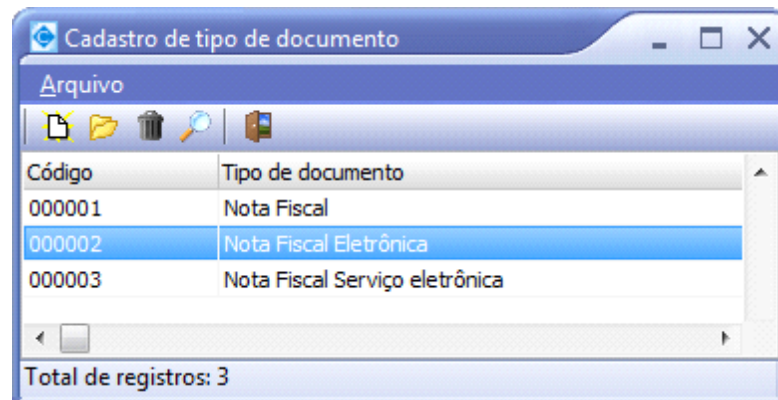 Cadastro de tipo de documento
Arquivo
Código Tipo de documento
000001 Nota Fiscal
000002 Nota Fiscal Eletrônica
000003 Nota Fiscal Serviço eletrônica
Total de registros: 3